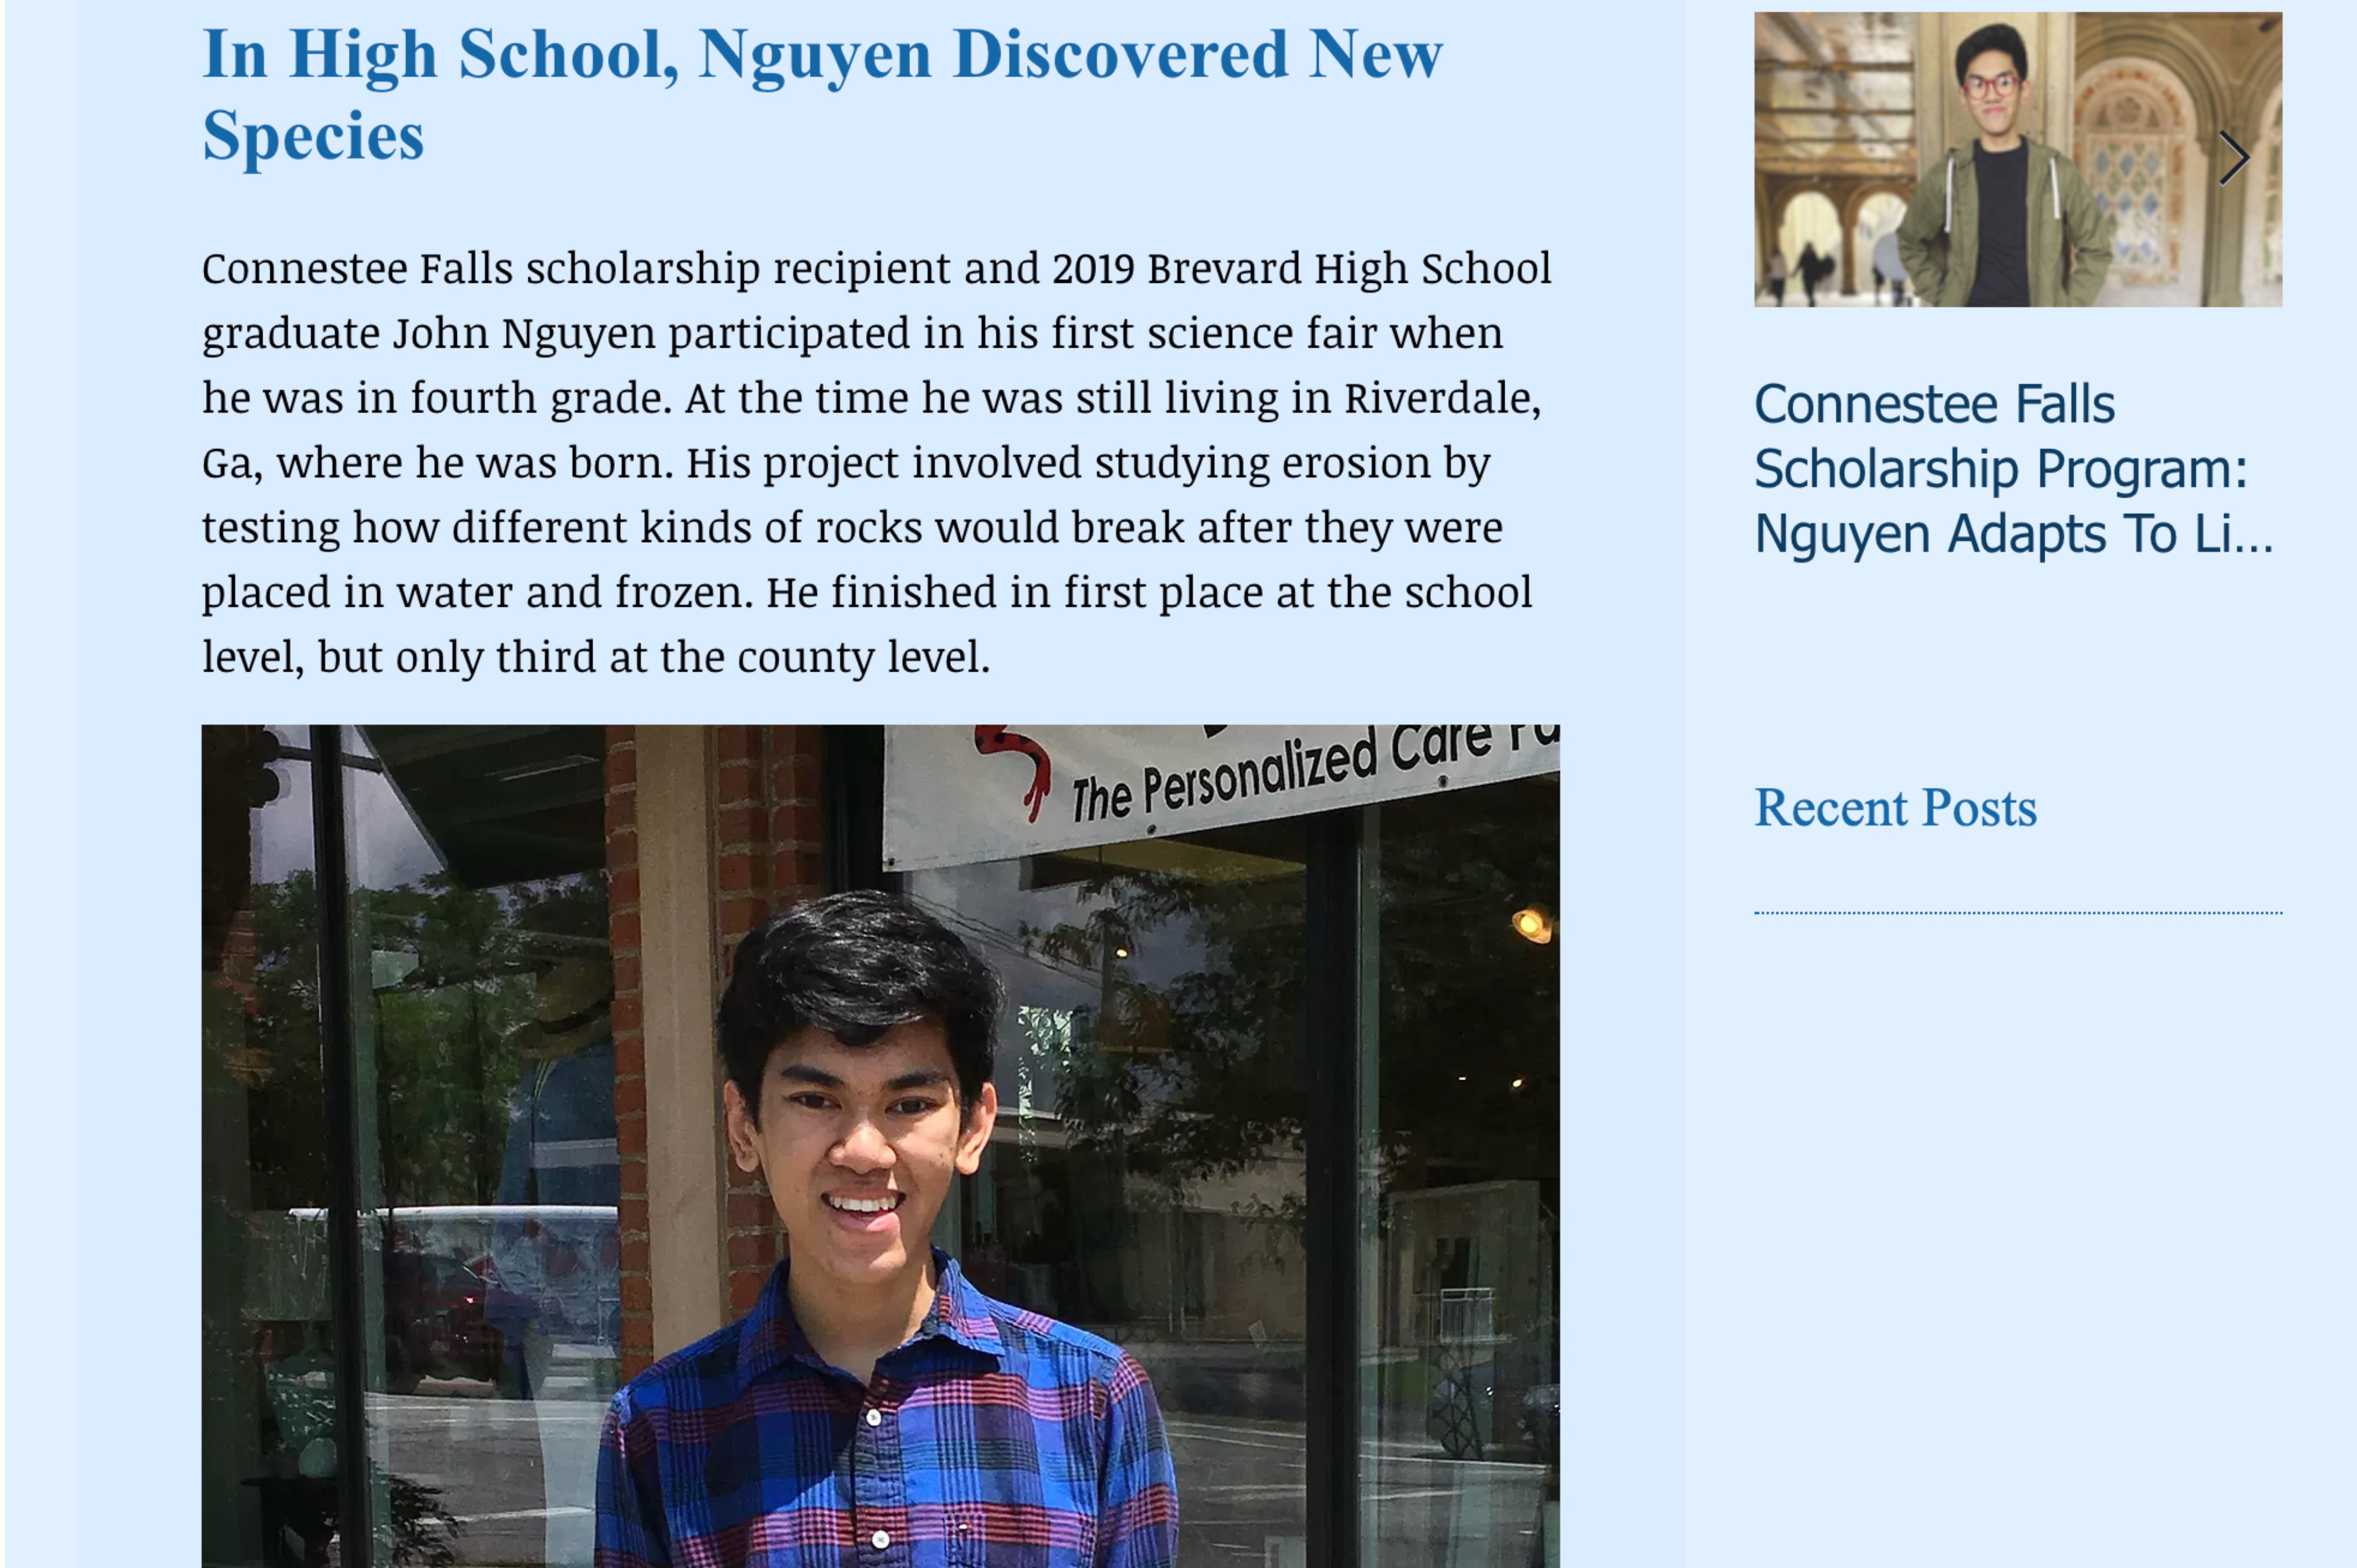 In High School, Nguyen Discovered New
Species
Connestee Falls scholarship recipient and 2019 Brevard High School
graduate John Nguyen participated in his first science fair when
he was in fourth grade. At the time he was still living in Riverdale,
Ga, where he was born. His project involved studying erosion by
testing how different kinds of rocks would break after they were
placed in water and frozen. He finished in first place at the school
level, but only third at the county level.
The Personalized Care
Connestee Falls
Scholarship Program:
Nguyen Adapts To Li...
Recent Posts